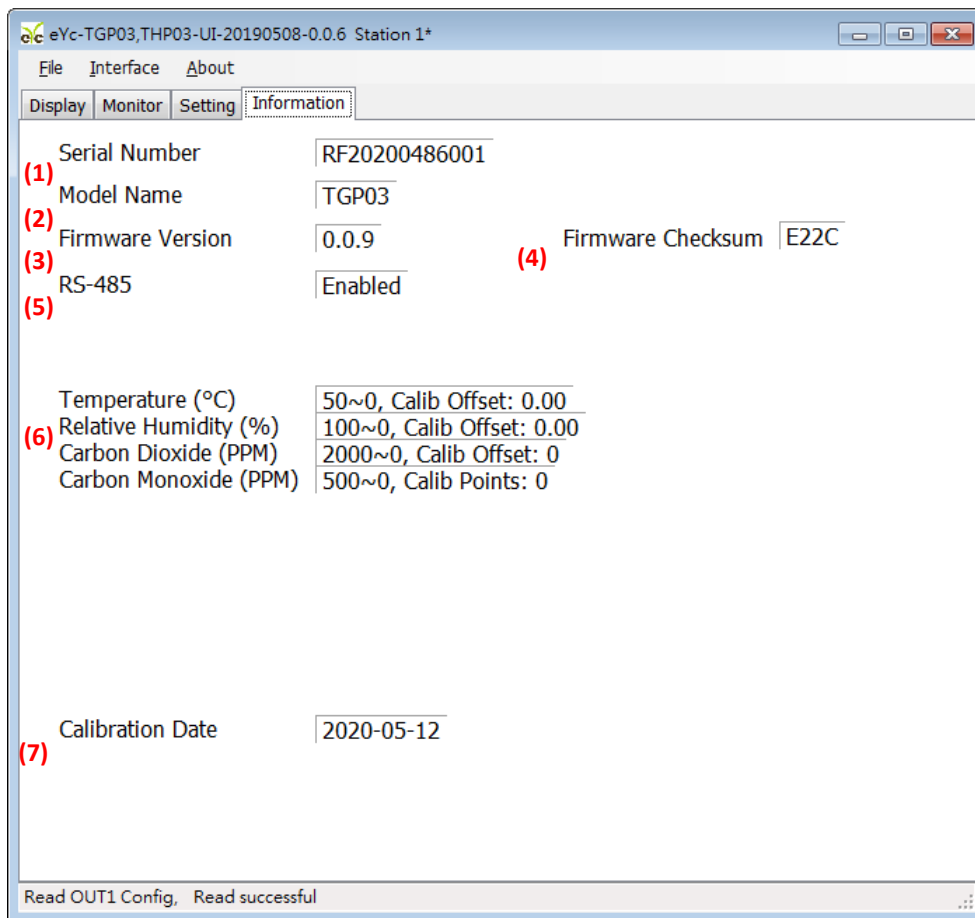 eYc-TGP03,THP03-UI-20190508-0.0.6 Station 1*
File Interface About
Display Monitor Setting Information
Serial Number RF20200486001
(1)
Model Name TGP03
(2)
Firmware Version 0.0.9 Firmware Checksum E22C
(3) (4)
RS-485 Enabled
(5)
Temperature (°C) 50~0, Calib Offset: 0.00
Relative Humidity (%) 100~0, Calib Offset: 0.00
(6)
Carbon Dioxide (PPM) 2000~0, Calib Offset: 0
Carbon Monoxide (PPM) 500~0, Calib Points: 0
Calibration Date 2020-05-12
(7)
Read OUT1 Config, Read successful